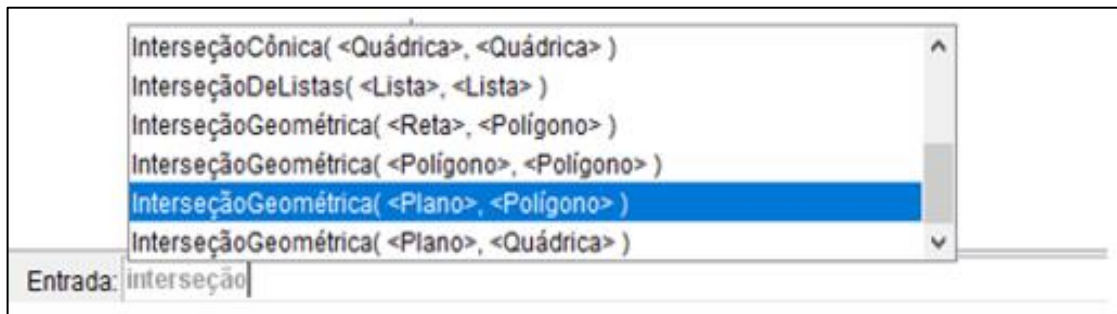 InterseçãoCônica( <Quádrica>, <Quádrica> )
InterseçãoDeListas( <Lista>, <Lista> )
InterseçãoGeométrica( <Reta>, <Polígono> )
InterseçãoGeométrica( <Polígono>, <Polígono> )
InterseçãoGeométrica( <Plano>, <Polígono> )
InterseçãoGeométrica( <Plano>, <Quádrica> )
Entrada: interseção